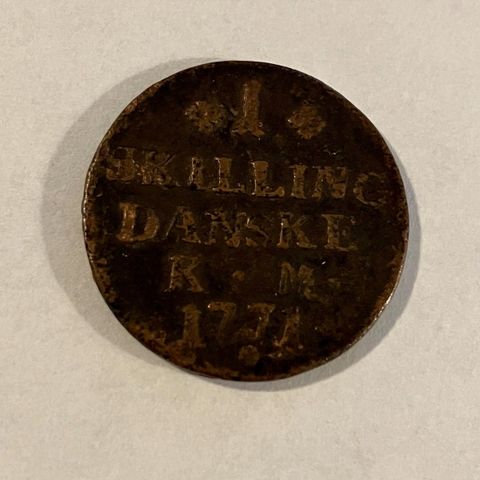 1
SKILLING
DANSKE
K · M ·
1771